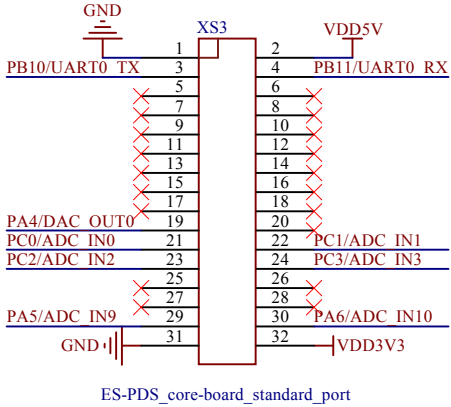 GND
XS3
VDD5V
1 2
PB10/UART0_TX 3 4 PB11/UART0_RX
5 6
7 8
9 10
11 12
13 14
15 16
17 18
PA4/DAC_OUT0 19 20
PC0/ADC_IN0 21 22 PC1/ADC_IN1
PC2/ADC_IN2 23 24 PC3/ADC_IN3
25 26
27 28
PA5/ADC_IN9 29 30 PA6/ADC_IN10
GND 31 32 VDD3V3
ES-PDS_core-board_standard_port